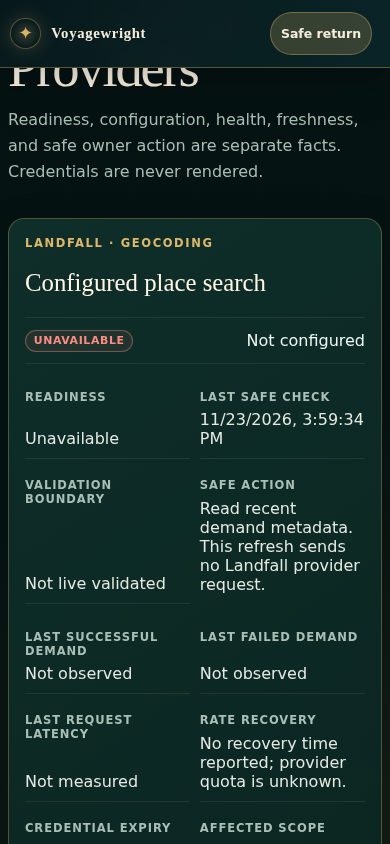 Voyagewright
Safe return
Providers
Readiness, configuration, health, freshness,
and safe owner action are separate facts.
Credentials are never rendered.
LANDFALL · GEOCODING
Configured place search
UNAVAILABLE
Not configured
READINESS
Unavailable
LAST SAFE CHECK
11/23/2026, 3:59:34
PM
VALIDATION
BOUNDARY
Not live validated
SAFE ACTION
Read recent
demand metadata.
This refresh sends
no Landfall provider
request.
LAST SUCCESSFUL
DEMAND
Not observed
LAST FAILED DEMAND
Not observed
LAST REQUEST
LATENCY
Not measured
RATE RECOVERY
No recovery time
reported; provider
quota is unknown.
CREDENTIAL EXPIRY
AFFECTED SCOPE